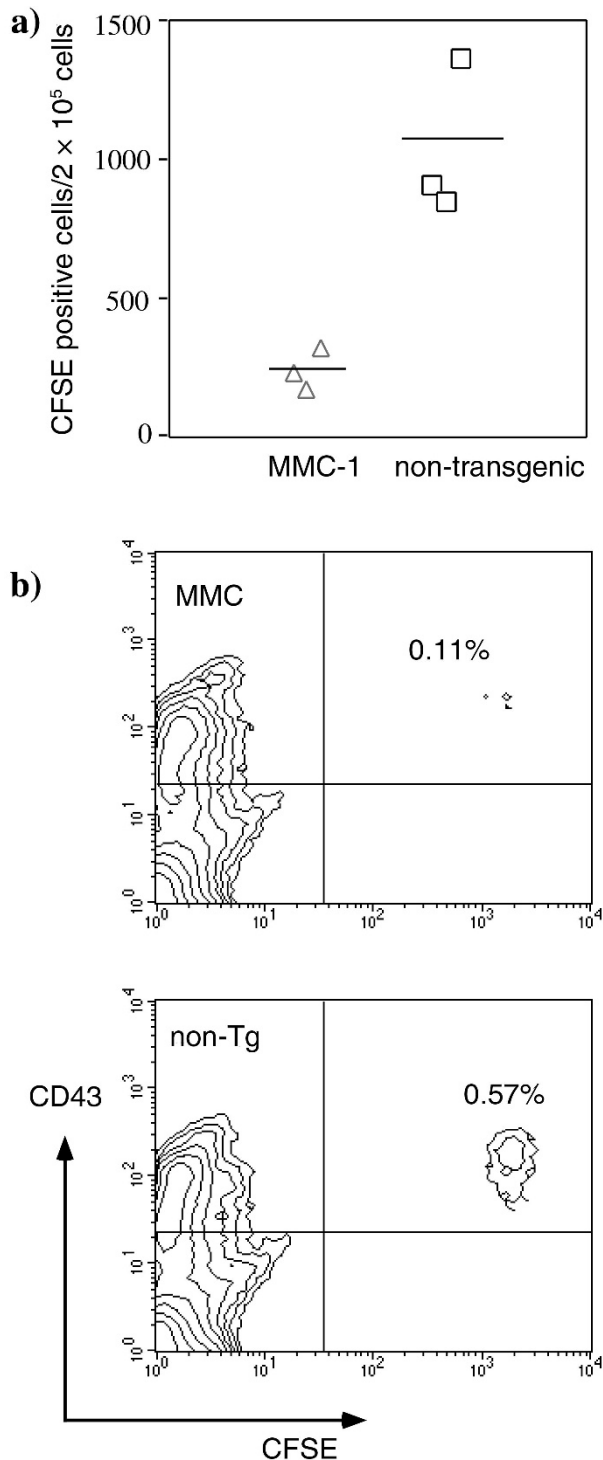 a)
CFSE positive cells/2 × 10⁵ cells
1500
1000
500
0
MMC-1 non-transgenic
b)
MMC
0.11%
10⁴
10³
10²
10¹
10⁰
10⁰ 10¹ 10² 10³ 10⁴
non-Tg
0.57%
10⁴
10³
10²
10¹
10⁰
10⁰ 10¹ 10² 10³ 10⁴
CD43
CFSE